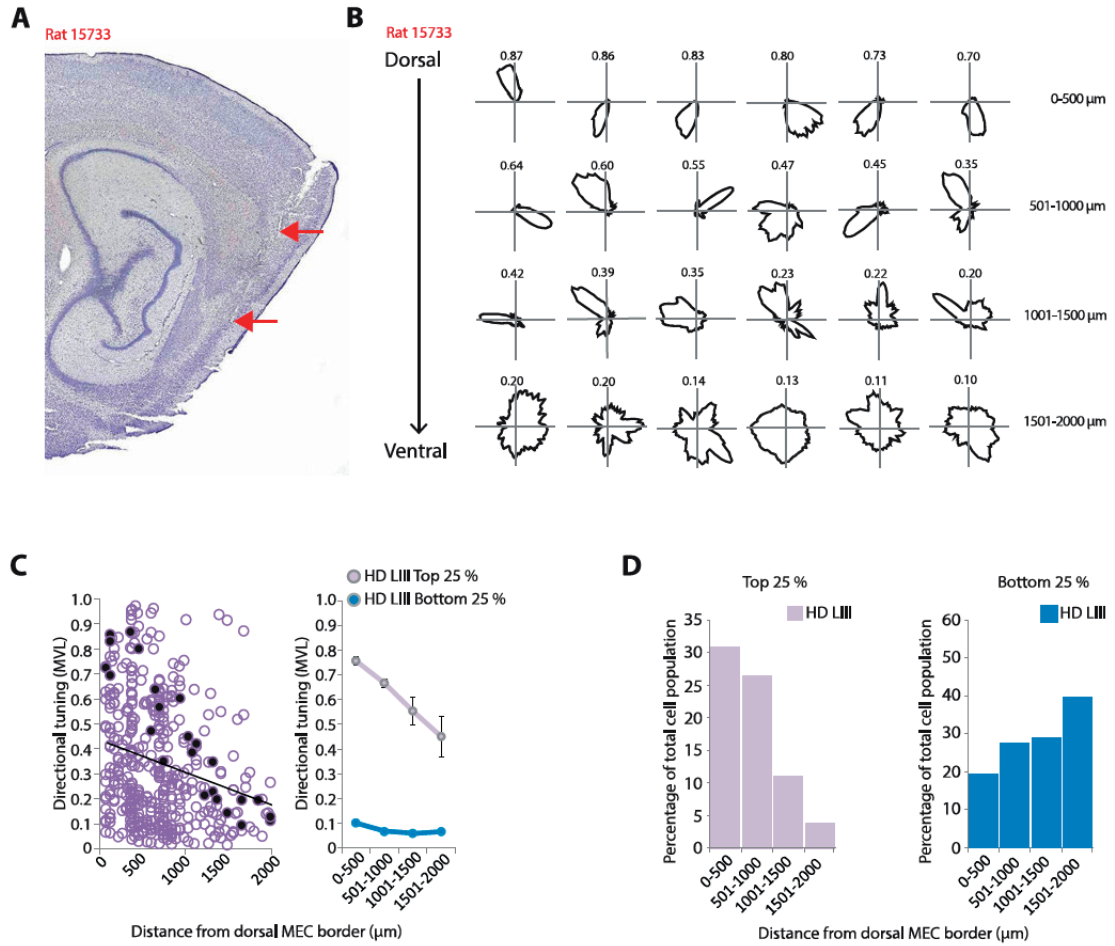 A
Rat 15733
B
Rat 15733
Dorsal
Ventral
0.87 0.86 0.83 0.80 0.73 0.70
0-500 µm
0.64 0.60 0.55 0.47 0.45 0.35
501-1000 µm
0.42 0.39 0.35 0.23 0.22 0.20
1001-1500 µm
0.20 0.20 0.14 0.13 0.11 0.10
1501-2000 µm
C
Directional tuning (MVL)
1.0
0.9
0.8
0.7
0.6
0.5
0.4
0.3
0.2
0.1
0
0 500 1000 1500 2000
HD LIII Top 25 %
HD LIII Bottom 25 %
Directional tuning (MVL)
1.0
0.9
0.8
0.7
0.6
0.5
0.4
0.3
0.2
0.1
0
0-500 501-1000 1001-1500 1501-2000
Distance from dorsal MEC border (µm)
D
Top 25 %
HD LIII
Percentage of total cell population
35
30
25
20
15
10
5
0
0-500 501-1000 1001-1500 1501-2000
Bottom 25 %
HD LIII
Percentage of total cell population
60
50
40
30
20
10
0
0-500 501-1000 1001-1500 1501-2000
Distance from dorsal MEC border (µm)